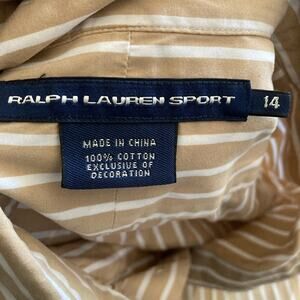 RALPH LAUREN SPORT 14
MADE IN CHINA
100% COTTON
EXCLUSIVE OF
DECORATION